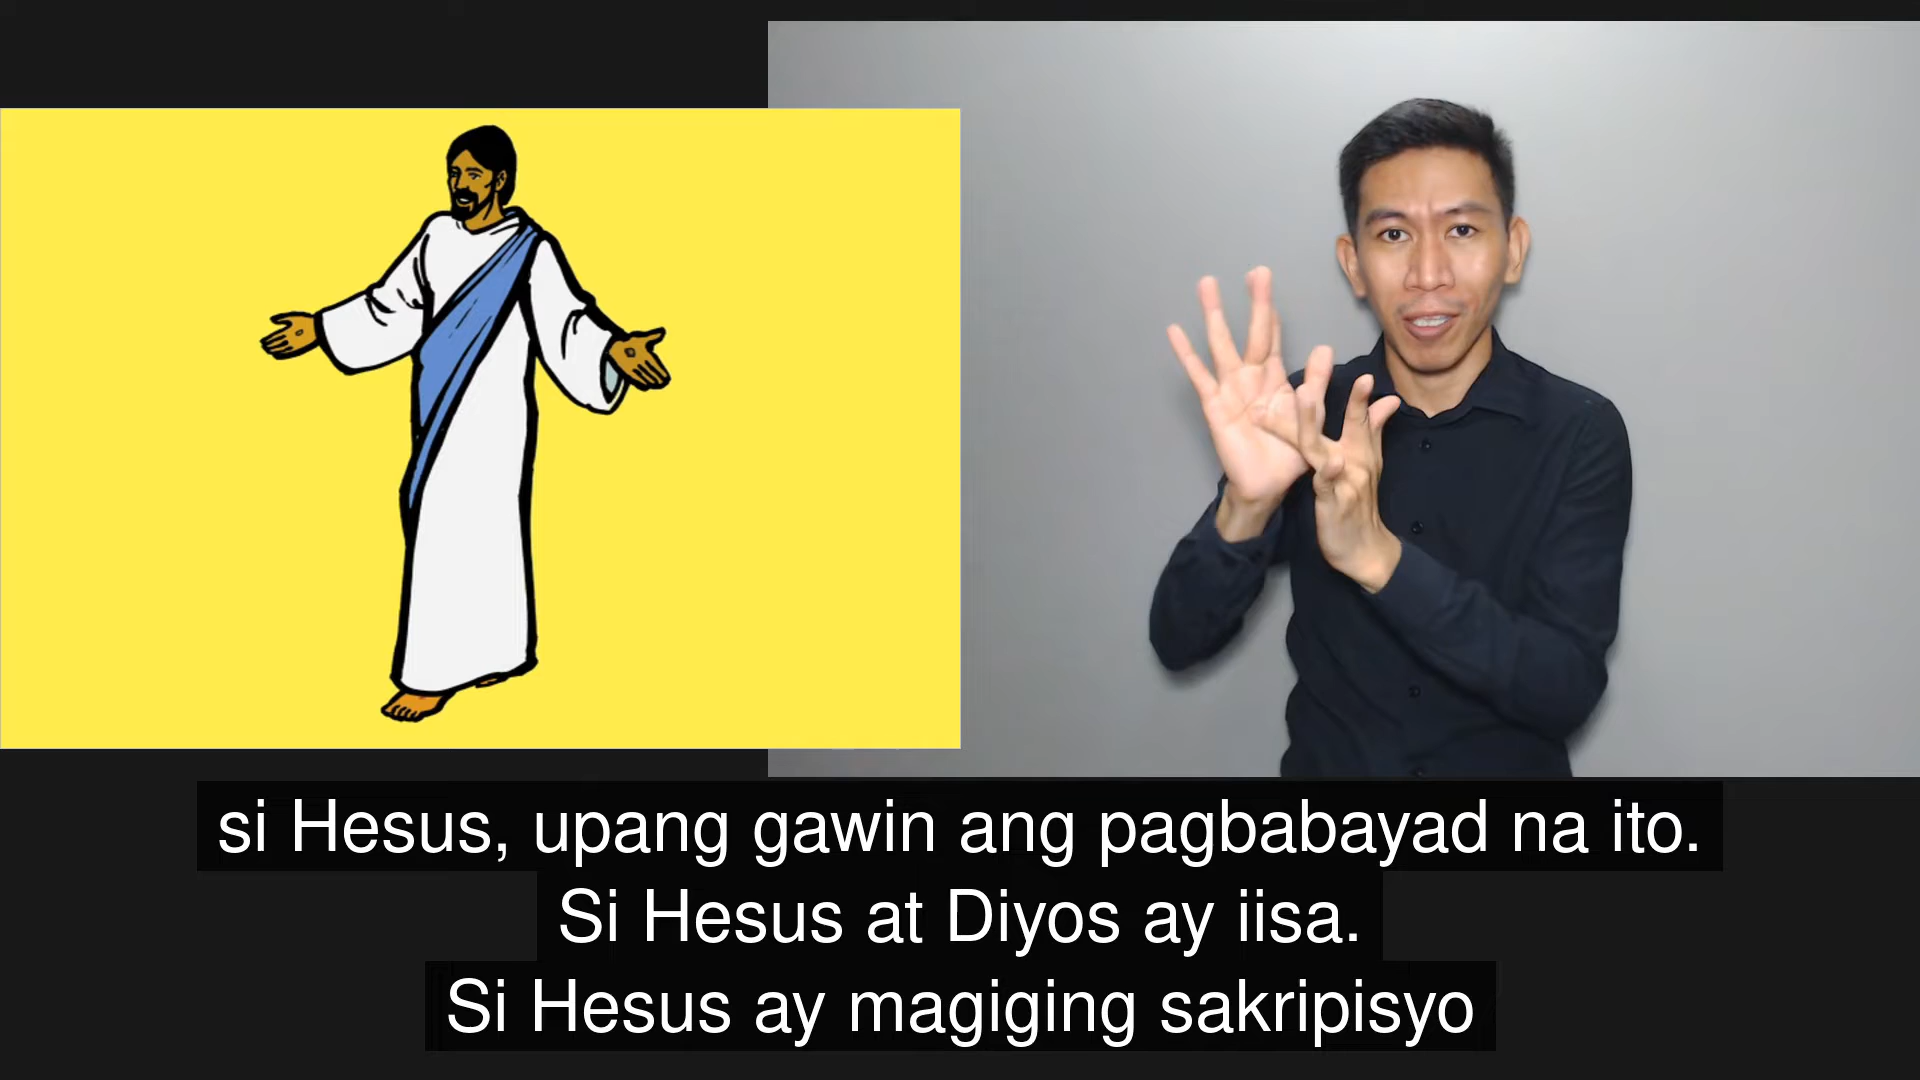 si Hesus, upang gawin ang pagbabayad na ito.
Si Hesus at Diyos ay iisa.
Si Hesus ay magiging sakripisyo